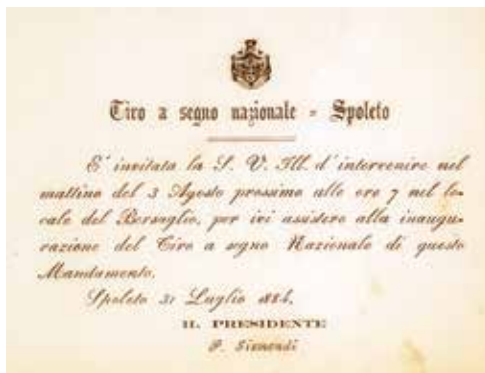 Tiro a segno nazionale - Spoleto
E' invitata la S. V. Ill. d'intervenire nel
mattino del 3 Agosto prossimo alle ore 7 nel lo-
cale del Bersaglio, per ivi assistere alla inaugu-
razione del Tiro a segno Nazionale di questo
Mandamento.
Spoleto 31 Luglio
IL PRESIDENTE
P.